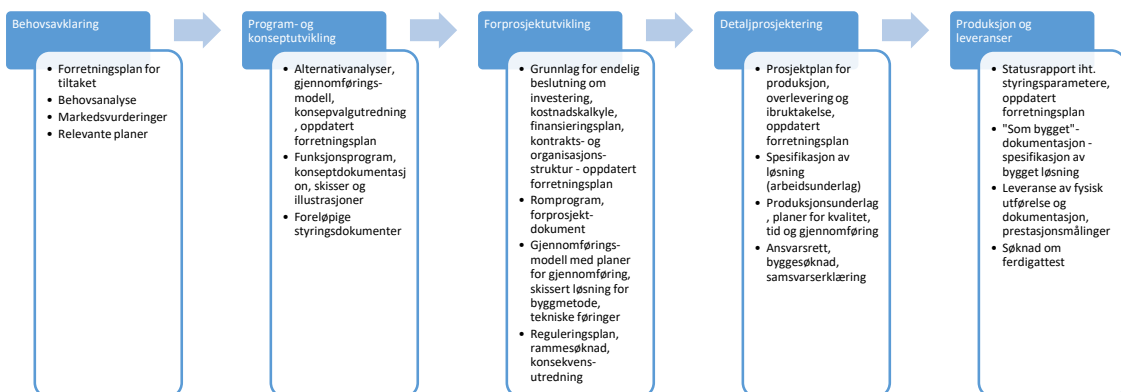 Behovsavklaring
• Forretningsplan for
tiltaket
• Behovsanalyse
• Markedsvurderinger
• Relevante planer
Program- og
konseptutvikling
• Alternativanalyser,
gjennomførings-
modell,
konsepvalgutredning
, oppdatert
forretningsplan
• Funksjonsprogram,
konseptdokumentasj
on, skisser og
illustrasjoner
• Foreløpige
styringsdokumenter
Forprosjektutvikling
• Grunnlag for endelig
beslutning om
investering,
kostnadskalkyle,
finansieringsplan,
kontrakts- og
organisasjons-
struktur - oppdatert
forretningsplan
• Romprogram,
forprosjekt-
dokument
• Gjennomførings-
modell med planer
for gjennomføring,
skissert løsning for
byggmetode,
tekniske føringer
• Reguleringsplan,
rammesøknad,
konsekvens-
utredning
Detaljprosjektering
• Prosjektplan for
produksjon,
overlevering og
ibruktakelse,
oppdatert
forretningsplan
• Spesifikasjon av
løsning
(arbeidsunderlag)
• Produksjonsunderlag
, planer for kvalitet,
tid og gjennomføring
• Ansvarsrett,
byggesøknad,
samsvarserklæring
Produksjon og
leveranser
• Statusrapport iht.
styringsparametere,
oppdatert
forretningsplan
• "Som bygget"-
dokumentasjon -
spesifikasjon av
bygget løsning
• Leveranse av fysisk
utførelse og
dokumentasjon,
prestasjonsmålinger
• Søknad om
ferdigattest